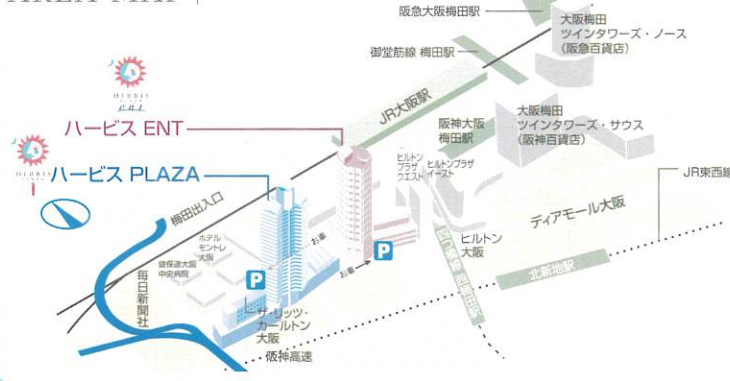 AREA MAP
阪急大阪梅田駅
大阪梅田
ツインタワーズ・ノース
(阪急百貨店)
御堂筋線 梅田駅
HERBIS
ent
JR大阪駅
大阪梅田
ツインタワーズ・サウス
(阪神百貨店)
阪神大阪
梅田駅
ハービス ENT
ヒルトン
プラザ
ウエスト
ヒルトンプラザ
イースト
HERBIS
ハービス PLAZA
JR東西線
梅田出入口
ディアモール大阪
ホテル
モントレ
大阪
お車
ヒルトン
大阪
健保連大阪
中央病院
P
P
お車
四つ橋線 西梅田駅
北新地駅
毎日新聞社
ザ・リッツ・
カールトン
大阪
阪神高速